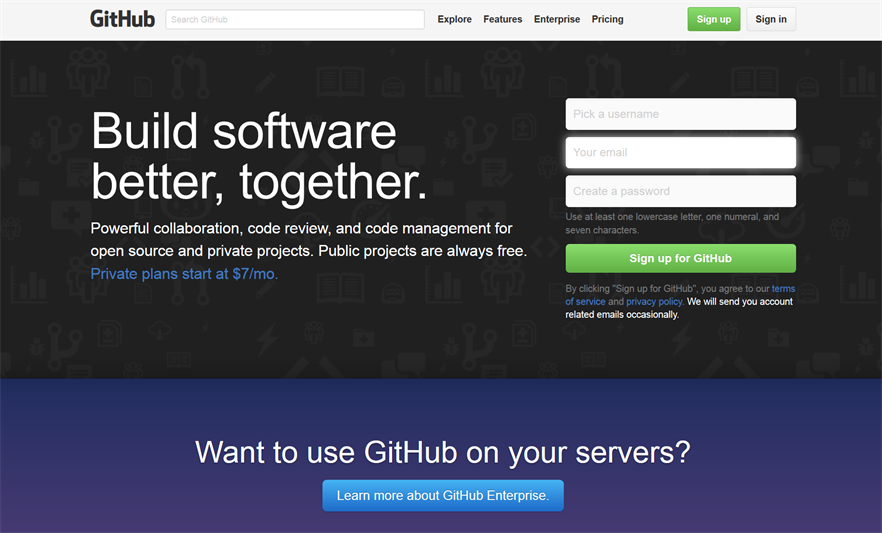 GitHub
Search GitHub
Explore Features Enterprise Pricing
Sign up Sign in
Build software
better, together.
Powerful collaboration, code review, and code management for
open source and private projects. Public projects are always free.
Private plans start at $7/mo.
Pick a username
Your email
Create a password
Use at least one lowercase letter, one numeral, and
seven characters.
Sign up for GitHub
By clicking "Sign up for GitHub", you agree to our terms
of service and privacy policy. We will send you account
related emails occasionally.
Want to use GitHub on your servers?
Learn more about GitHub Enterprise.